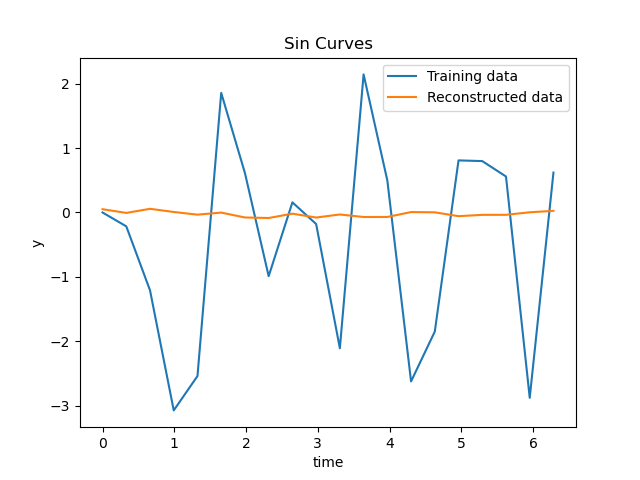 Sin Curves
Training data
Reconstructed data
2
1
0
−1
−2
−3
y
0 1 2 3 4 5 6
time